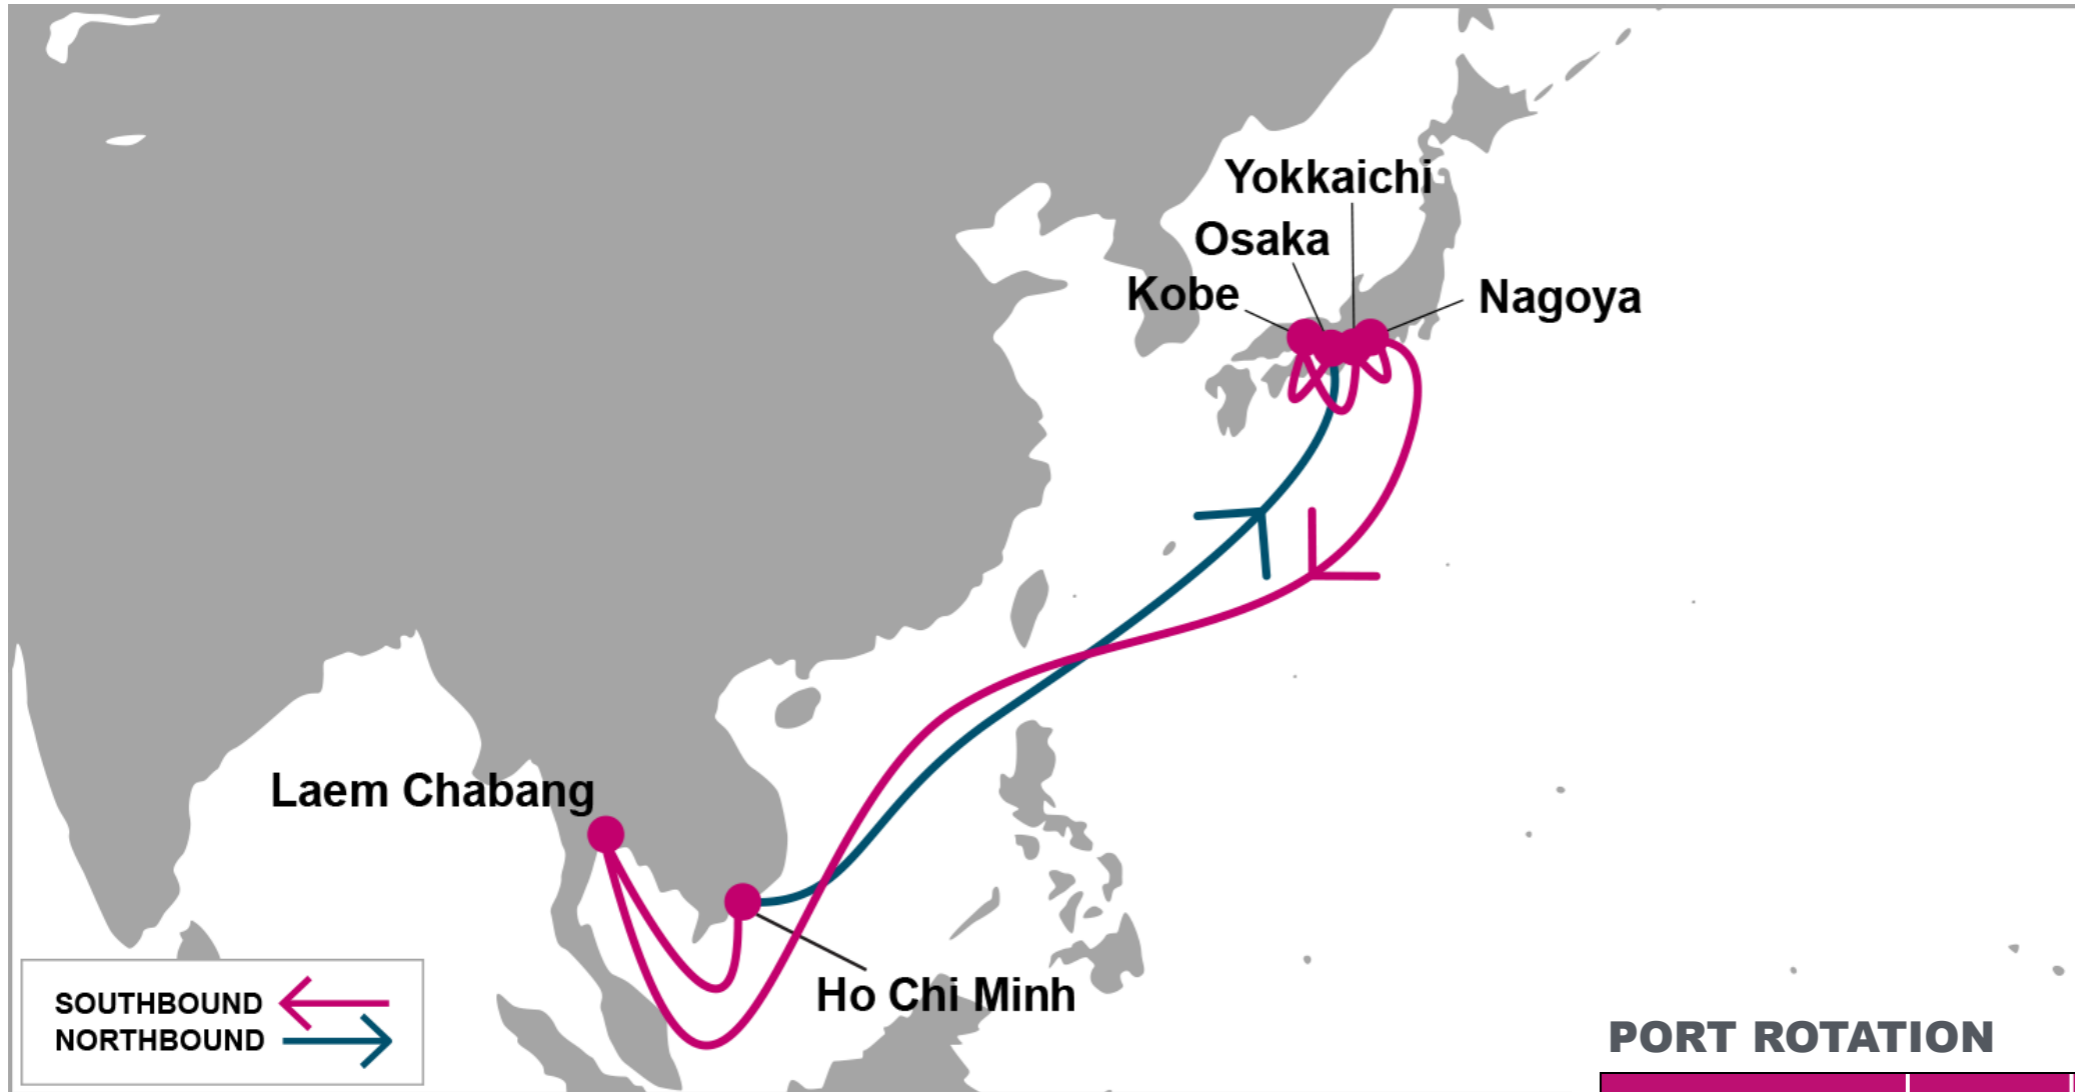 Yokkaichi
Osaka
Kobe
Nagoya
Laem Chabang
Ho Chi Minh
SOUTHBOUND
NORTHBOUND
PORT ROTATION